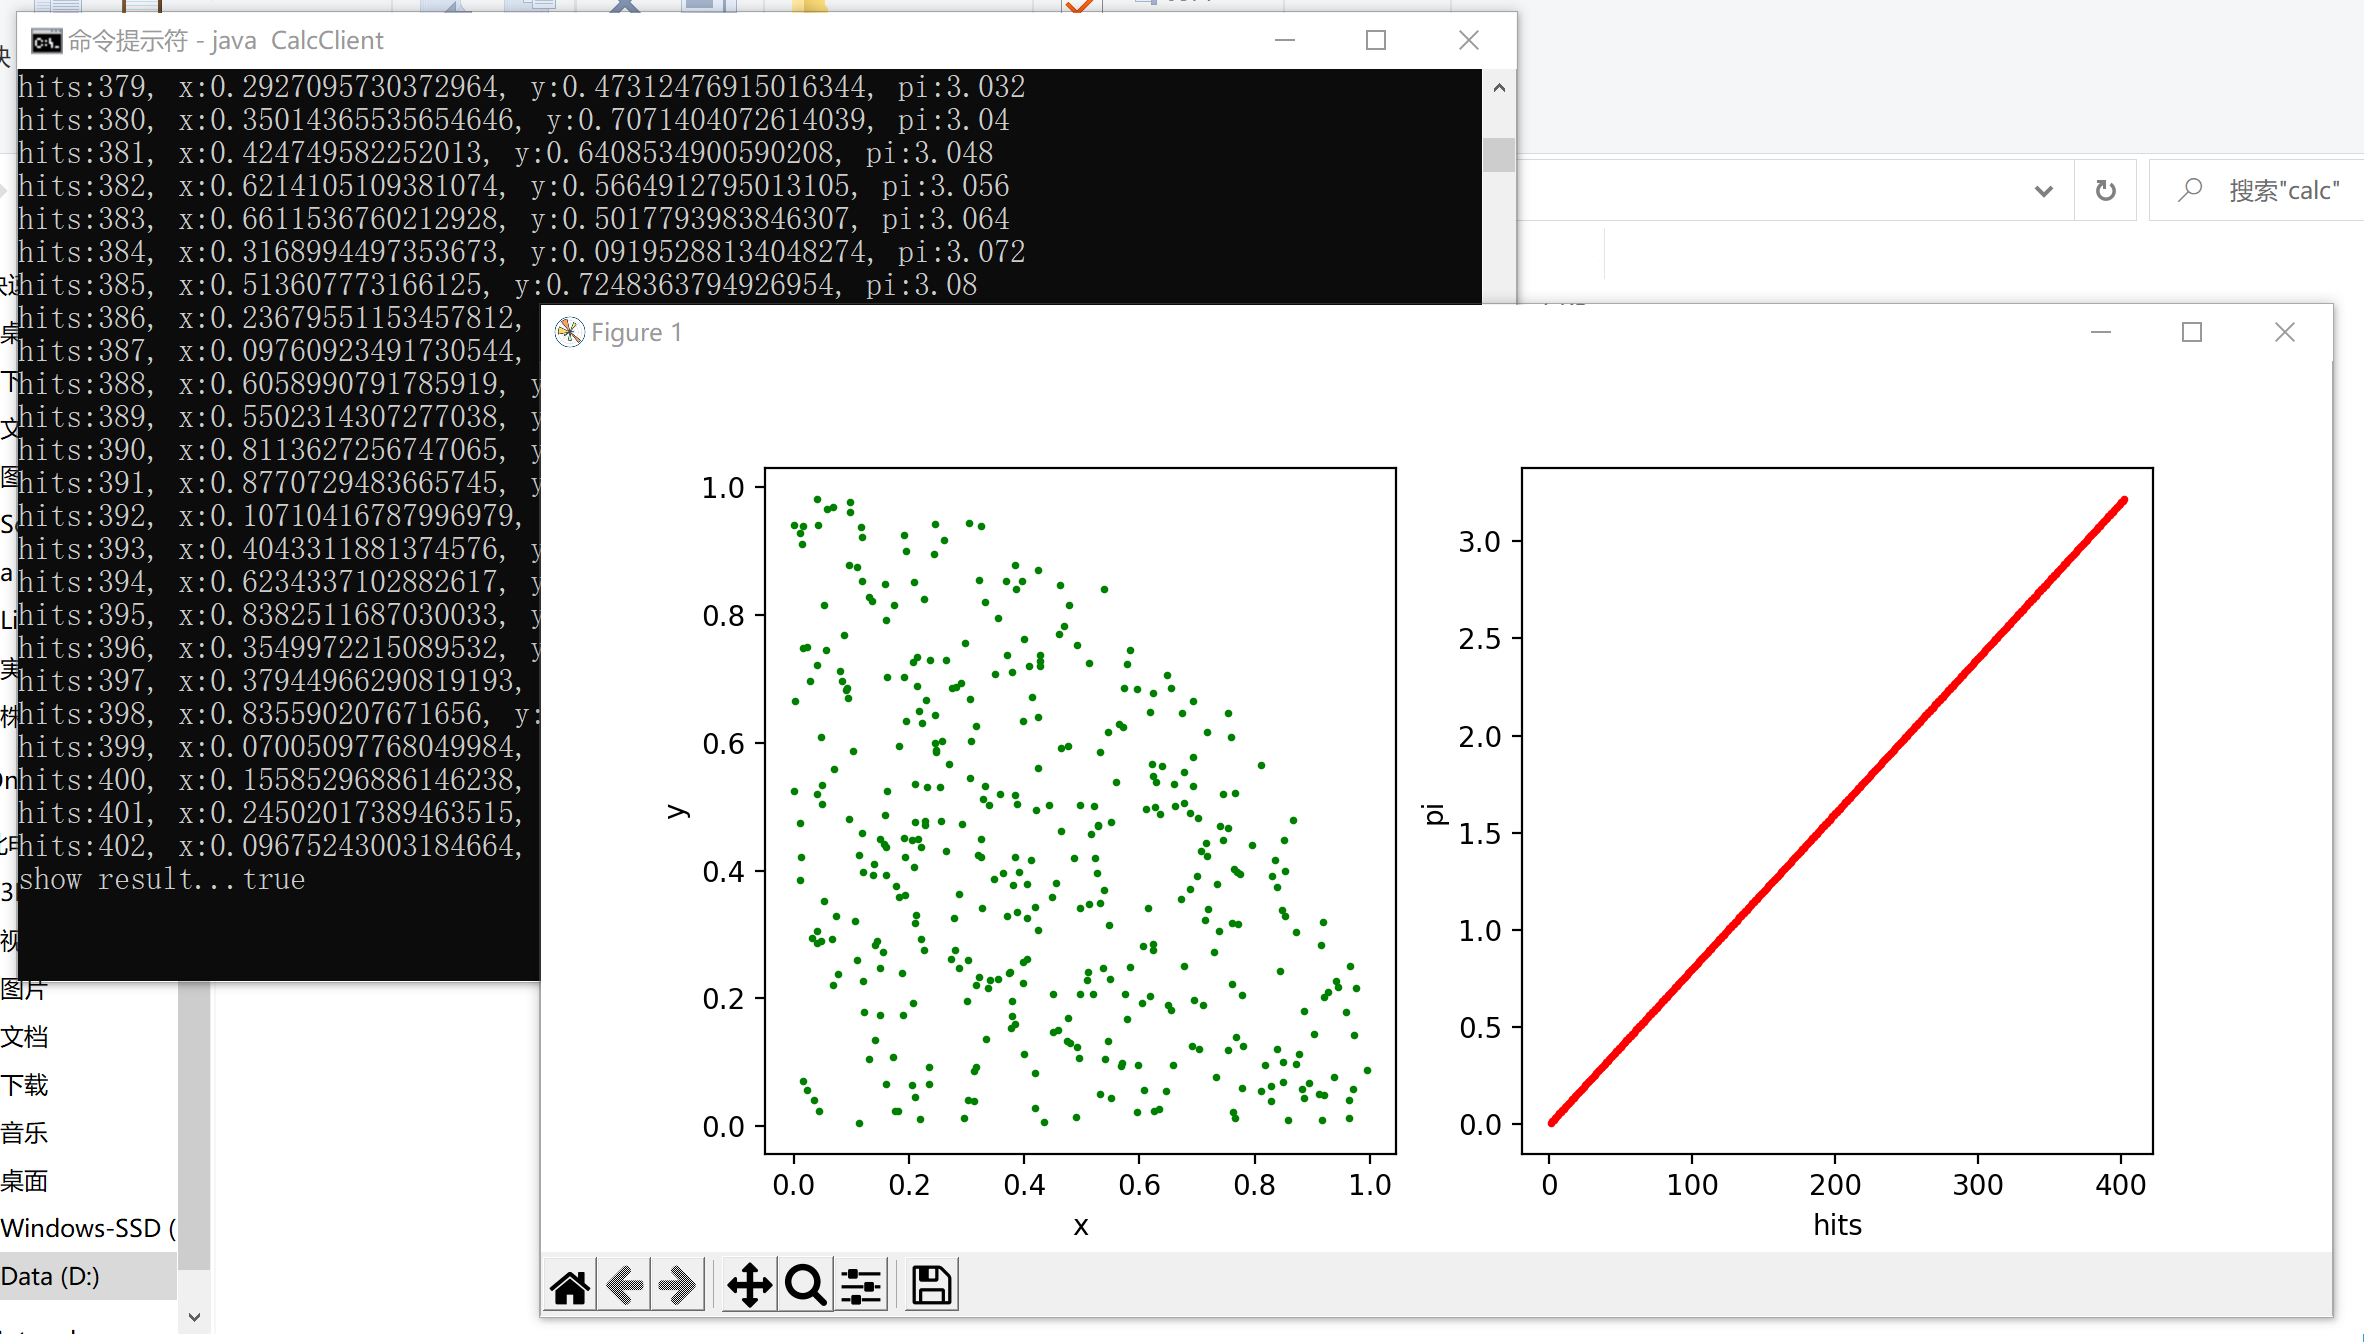 命令提示符 - java  CalcClient
hits:379, x:0.2927095730372964, y:0.47312476915016344, pi:3.032
hits:380, x:0.35014365535654646, y:0.7071404072614039, pi:3.04
hits:381, x:0.424749582252013, y:0.6408534900590208, pi:3.048
hits:382, x:0.6214105109381074, y:0.5664912795013105, pi:3.056
hits:383, x:0.6611536760212928, y:0.5017793983846307, pi:3.064
hits:384, x:0.3168994497353673, y:0.09195288134048274, pi:3.072
hits:385, x:0.513607773166125, y:0.7248363794926954, pi:3.08
hits:386, x:0.23679551153457812,
hits:387, x:0.09760923491730544,
hits:388, x:0.6058990791785919, y
hits:389, x:0.5502314307277038, y
hits:390, x:0.8113627256747065, y
hits:391, x:0.8770729483665745, y
hits:392, x:0.10710416787996979,
hits:393, x:0.4043311881374576, y
hits:394, x:0.6234337102882617, y
hits:395, x:0.8382511687030033, y
hits:396, x:0.3549972215089532, y
hits:397, x:0.37944966290819193,
hits:398, x:0.835590207671656, y:
hits:399, x:0.07005097768049984,
hits:400, x:0.15585296886146238,
hits:401, x:0.24502017389463515,
hits:402, x:0.09675243003184664,
show result...true
搜索"calc"
图片
文档
下载
音乐
桌面
Windows-SSD (
Data (D:)
Figure 1
1.0
0.8
0.6
0.4
0.2
0.0
y
0.0 0.2 0.4 0.6 0.8 1.0
x
3.0
2.5
2.0
1.5
1.0
0.5
0.0
pi
0 100 200 300 400
hits